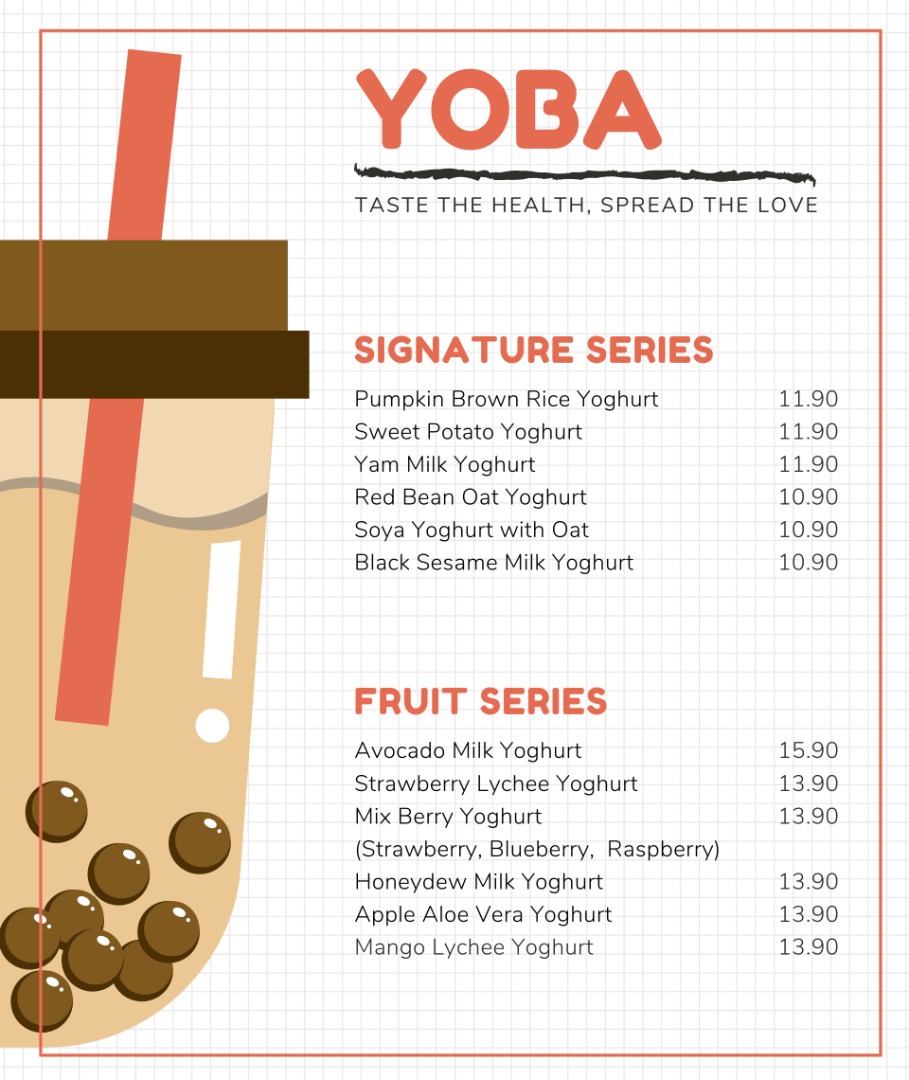 YOBA
TASTE THE HEALTH, SPREAD THE LOVE
SIGNATURE SERIES
Pumpkin Brown Rice Yoghurt 11.90
Sweet Potato Yoghurt 11.90
Yam Milk Yoghurt 11.90
Red Bean Oat Yoghurt 10.90
Soya Yoghurt with Oat 10.90
Black Sesame Milk Yoghurt 10.90
FRUIT SERIES
Avocado Milk Yoghurt 15.90
Strawberry Lychee Yoghurt 13.90
Mix Berry Yoghurt 13.90
(Strawberry, Blueberry, Raspberry)
Honeydew Milk Yoghurt 13.90
Apple Aloe Vera Yoghurt 13.90
Mango Lychee Yoghurt 13.90